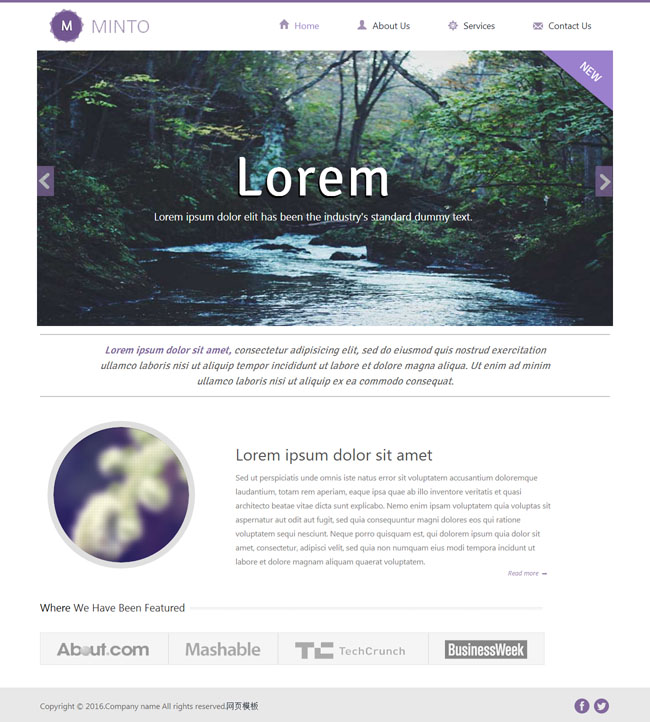 M MINTO Home About Us Services Contact Us
NEW
Lorem
Lorem ipsum dolor elit has been the industry's standard dummy text.
Lorem ipsum dolor sit amet, consectetur adipisicing elit, sed do eiusmod quis nostrud exercitation
ullamco laboris nisi ut aliquip tempor incididunt ut labore et dolore magna aliqua. Ut enim ad minim
ullamco laboris nisi ut aliquip ex ea commodo consequat.
Lorem ipsum dolor sit amet
Sed ut perspiciatis unde omnis iste natus error sit voluptatem accusantium doloremque
laudantium, totam rem aperiam, eaque ipsa quae ab illo inventore veritatis et quasi
architecto beatae vitae dicta sunt explicabo. Nemo enim ipsam voluptatem quia voluptas sit
aspernatur aut odit aut fugit, sed quia consequuntur magni dolores eos qui ratione
voluptatem sequi nesciunt. Neque porro quisquam est, qui dolorem ipsum quia dolor sit
amet, consectetur, adipisci velit, sed quia non numquam eius modi tempora incidunt ut
labore et dolore magnam aliquam quaerat voluptatem.
Read more
Where We Have Been Featured
About.com Mashable TechCrunch BusinessWeek
Copyright © 2016.Company name All rights reserved.网页模板